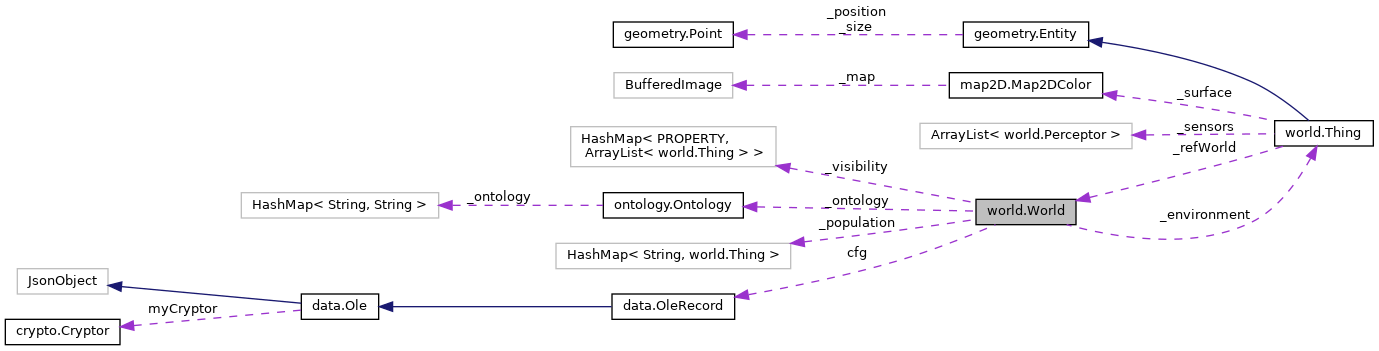 _position
_size
geometry.Point
geometry.Entity
_map
BufferedImage
map2D.Map2DColor
_surface
ArrayList< world.Perceptor >
_sensors
world.Thing
_refWorld
HashMap< PROPERTY,
ArrayList< world.Thing > >
_visibility
HashMap< String, String >
_ontology
ontology.Ontology
_ontology
world.World
_environment
_population
HashMap< String, world.Thing >
cfg
JsonObject
data.Ole
data.OleRecord
myCryptor
crypto.Cryptor